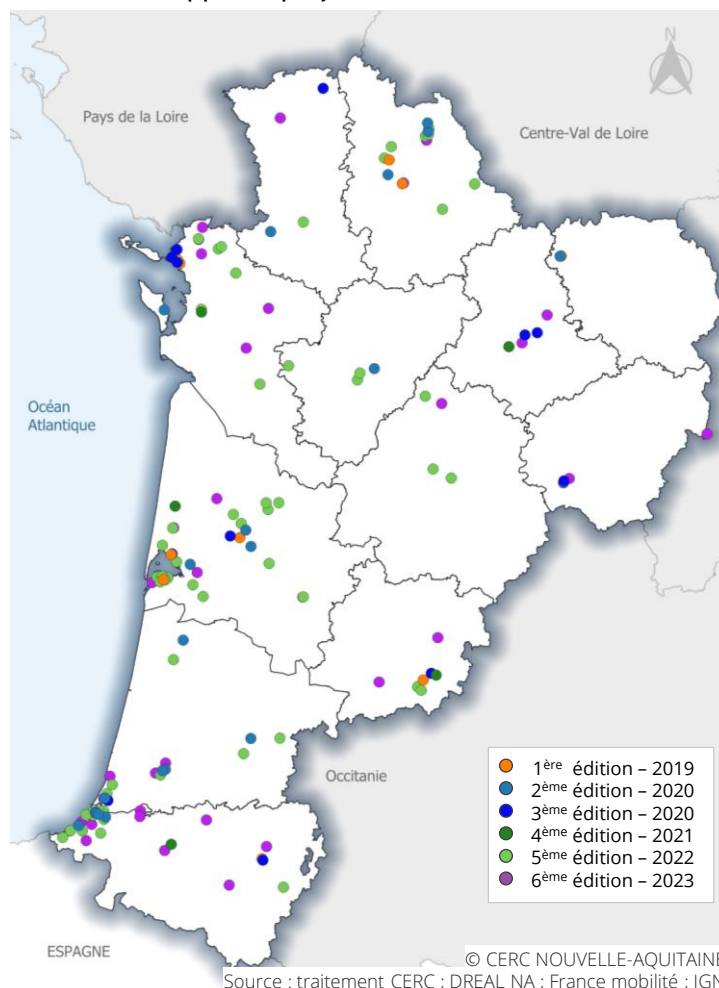 N
Pays de la Loire
Centre-Val de Loire
Océan
Atlantique
Occitanie
ESPAGNE
1ère édition – 2019
2ème édition – 2020
3ème édition – 2020
4ème édition – 2021
5ème édition – 2022
6ème édition – 2023
© CERC NOUVELLE-AQUITAINE
Source : traitement CERC ; DREAL NA ; France mobilité ; IGN